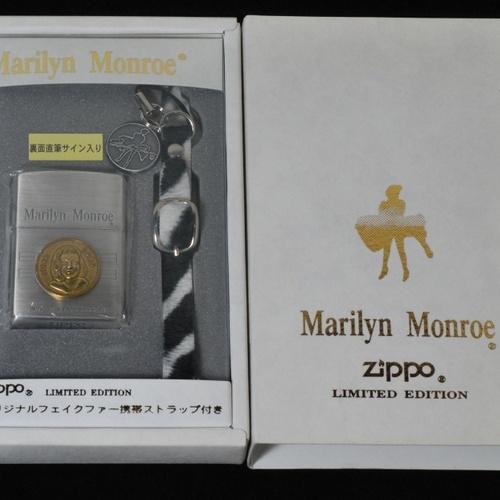 Marilyn Monroe®
裏面直筆サイン入り
Marilyn Monroe
ppo® LIMITED EDITION
リジナルフェイクファー携帯ストラップ付き
Marilyn Monroe®
Zippo®
LIMITED EDITION